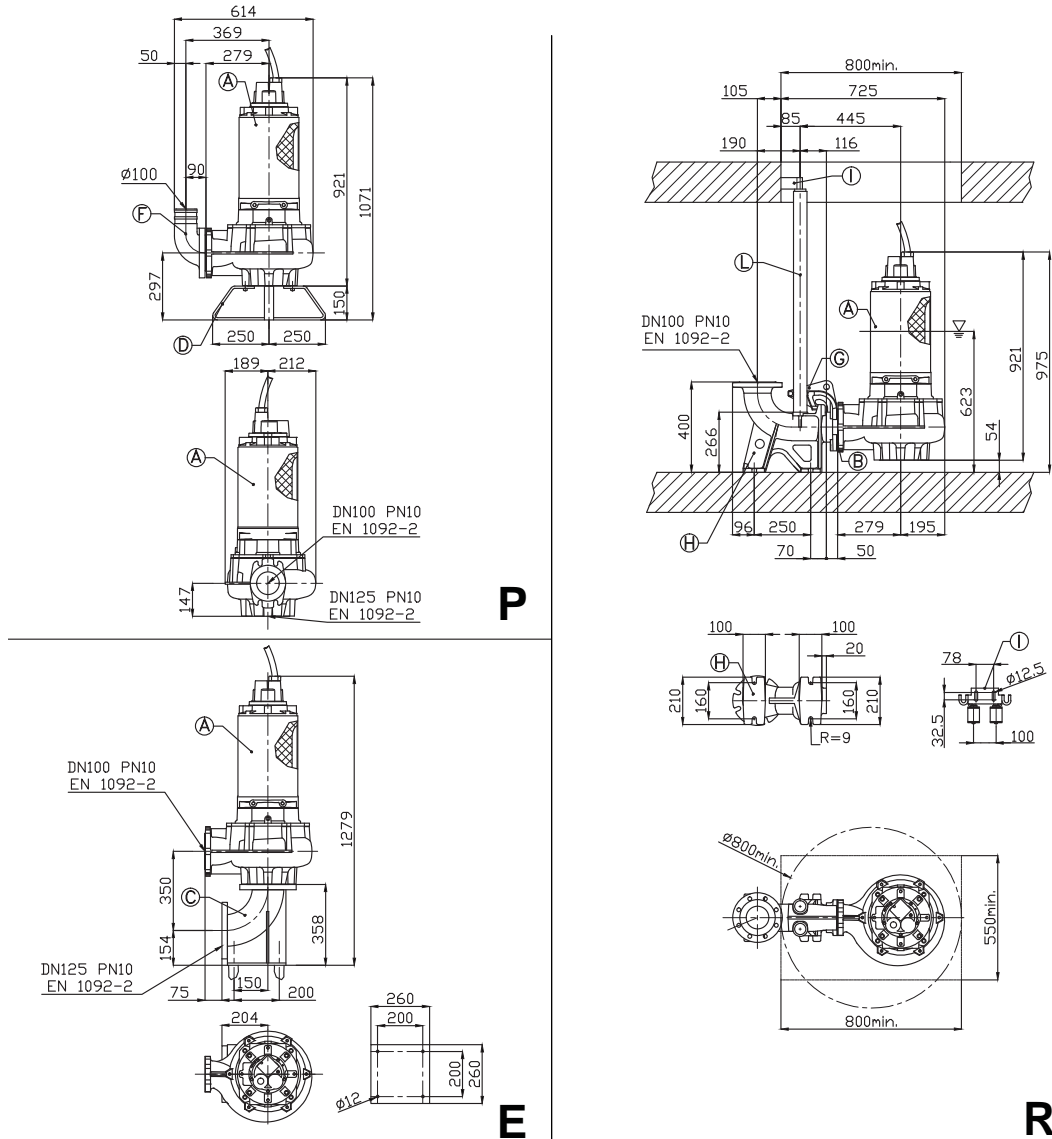 614
369
50
279
A
90
Ø100
F
921
1071
297
150
D
250
250
189
212
A
DN100 PN10
EN 1092-2
147
DN125 PN10
EN 1092-2
P
A
DN100 PN10
EN 1092-2
1279
350
C
358
154
DN125 PN10
EN 1092-2
75
150
200
204
260
200
200
260
Ø12
E
800min.
105
725
85
445
190
116
I
L
DN100 PN10
EN 1092-2
A
G
921
975
623
400
266
54
B
H
96
250
279
195
70
50
100
100
H
20
210
160
160
210
R=9
I
78
Ø12.5
32.5
100
Ø800min.
550min.
800min.
R